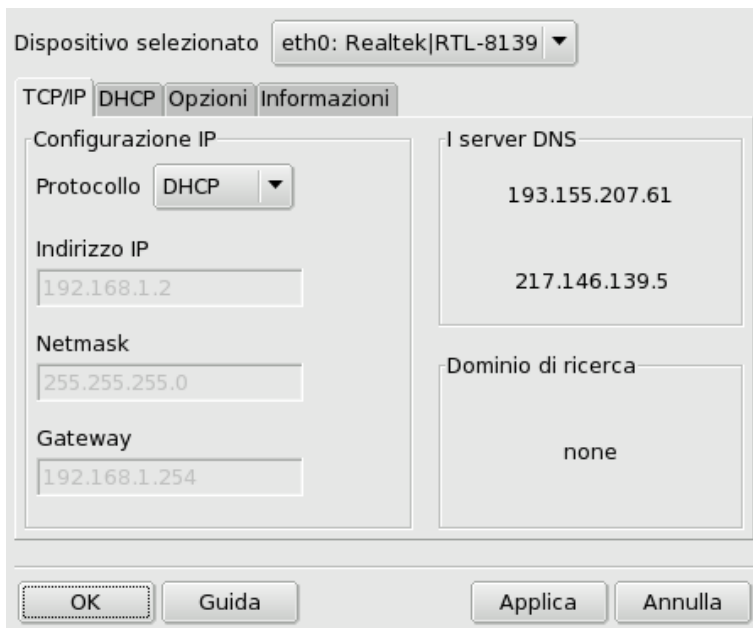 Dispositivo selezionato eth0: Realtek|RTL-8139
TCP/IP DHCP Opzioni Informazioni
Configurazione IP
Protocollo DHCP
Indirizzo IP
192.168.1.2
Netmask
255.255.255.0
Gateway
192.168.1.254
I server DNS
193.155.207.61
217.146.139.5
Dominio di ricerca
none
OK Guida Applica Annulla